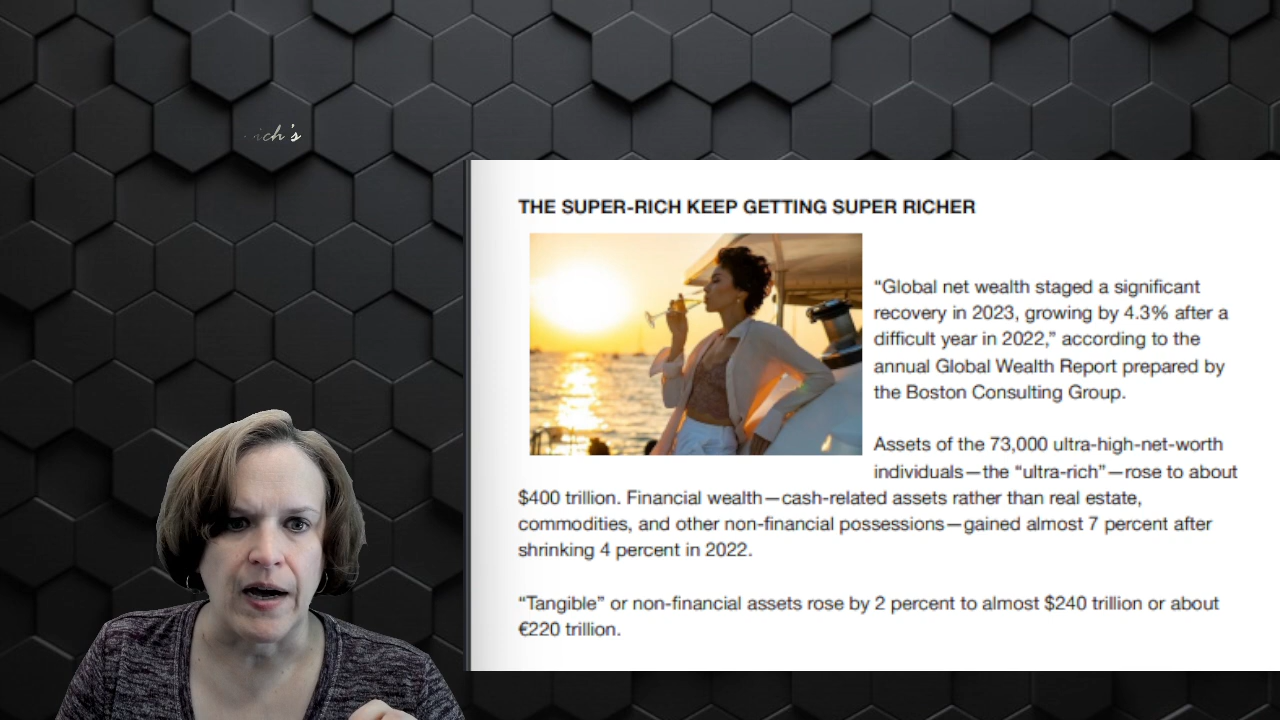 ich's
THE SUPER-RICH KEEP GETTING SUPER RICHER
“Global net wealth staged a significant
recovery in 2023, growing by 4.3% after a
difficult year in 2022,” according to the
annual Global Wealth Report prepared by
the Boston Consulting Group.
Assets of the 73,000 ultra-high-net-worth
individuals—the “ultra-rich”—rose to about
$400 trillion. Financial wealth—cash-related assets rather than real estate,
commodities, and other non-financial possessions—gained almost 7 percent after
shrinking 4 percent in 2022.
“Tangible” or non-financial assets rose by 2 percent to almost $240 trillion or about
€220 trillion.